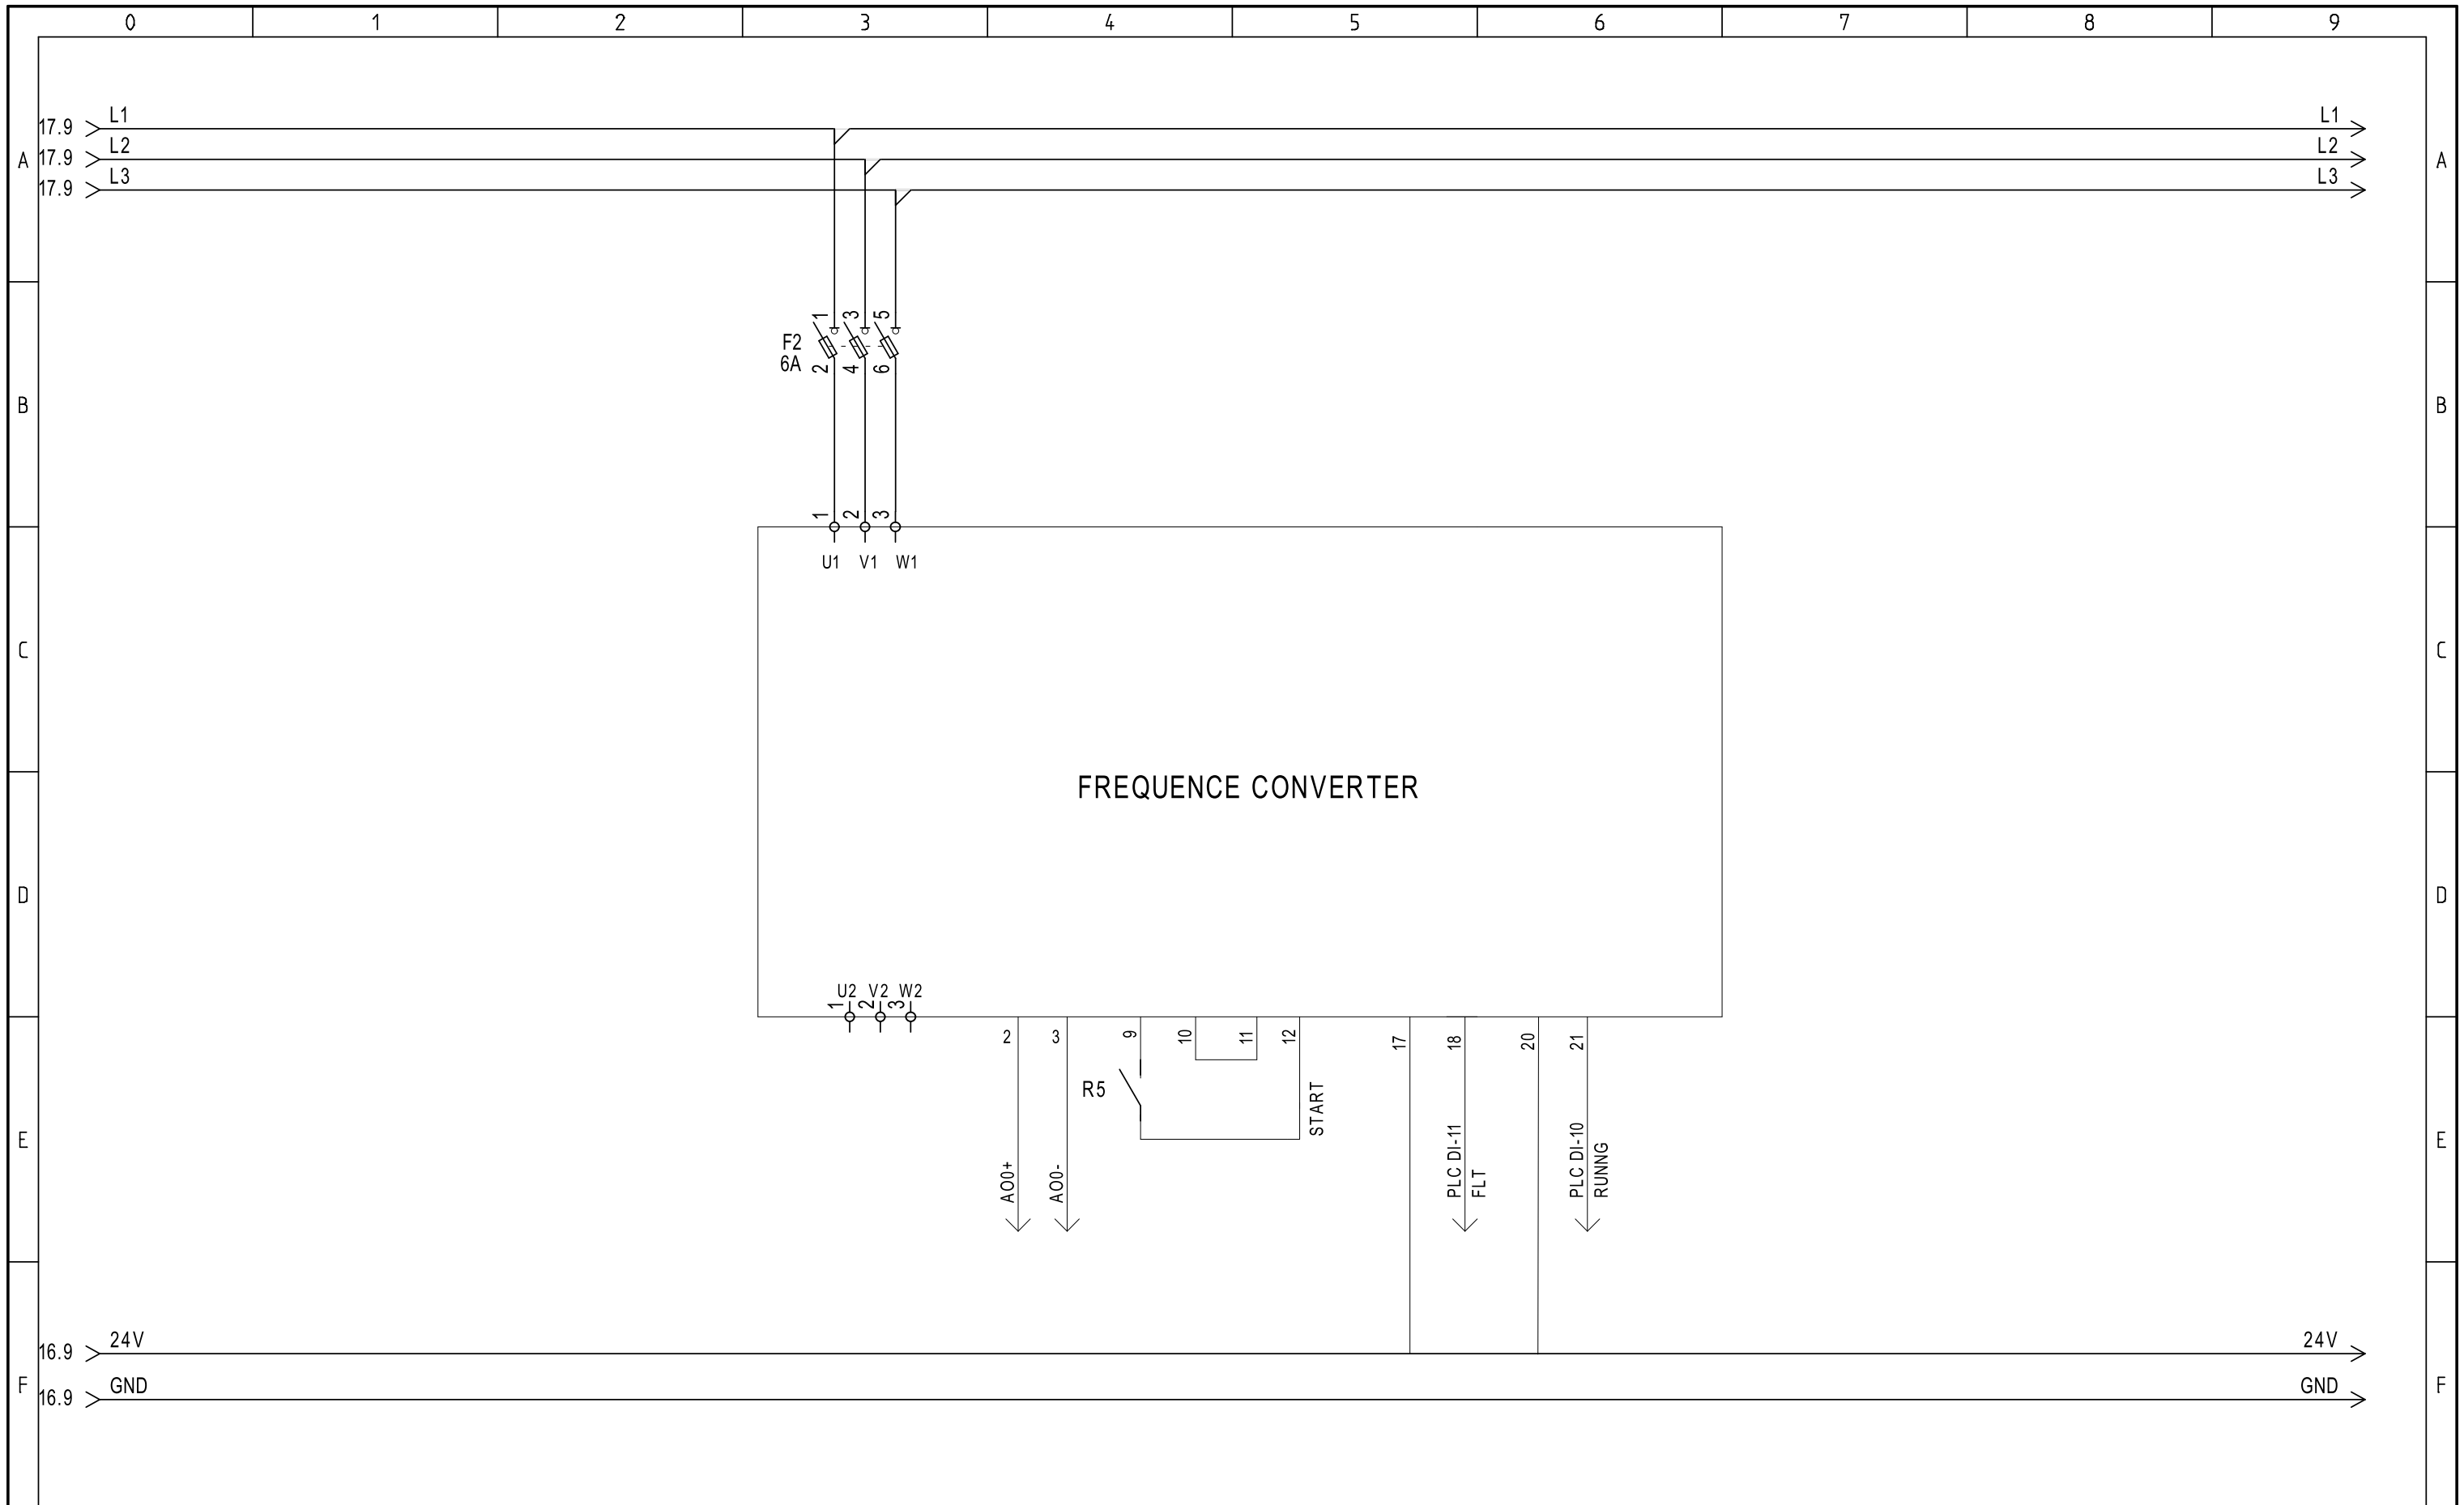 0 1 2 3 4 5 6 7 8 9
L1 L1
17.9
A L2 L2 A
17.9
L3 L3
17.9
1 3 5
F2
6A 2 4 6
B B
1 2 3
U1 V1 W1
C C
FREQUENCE CONVERTER
D D
U2 V2 W2
1 2 3
2 3 9 10 11 12 17 18 20 21
R5
START
E E
AO0+ AO0- PLC DI-11 PLC DI-10
FLT RUNNG
24V 24V
16.9
F GND GND F
16.9